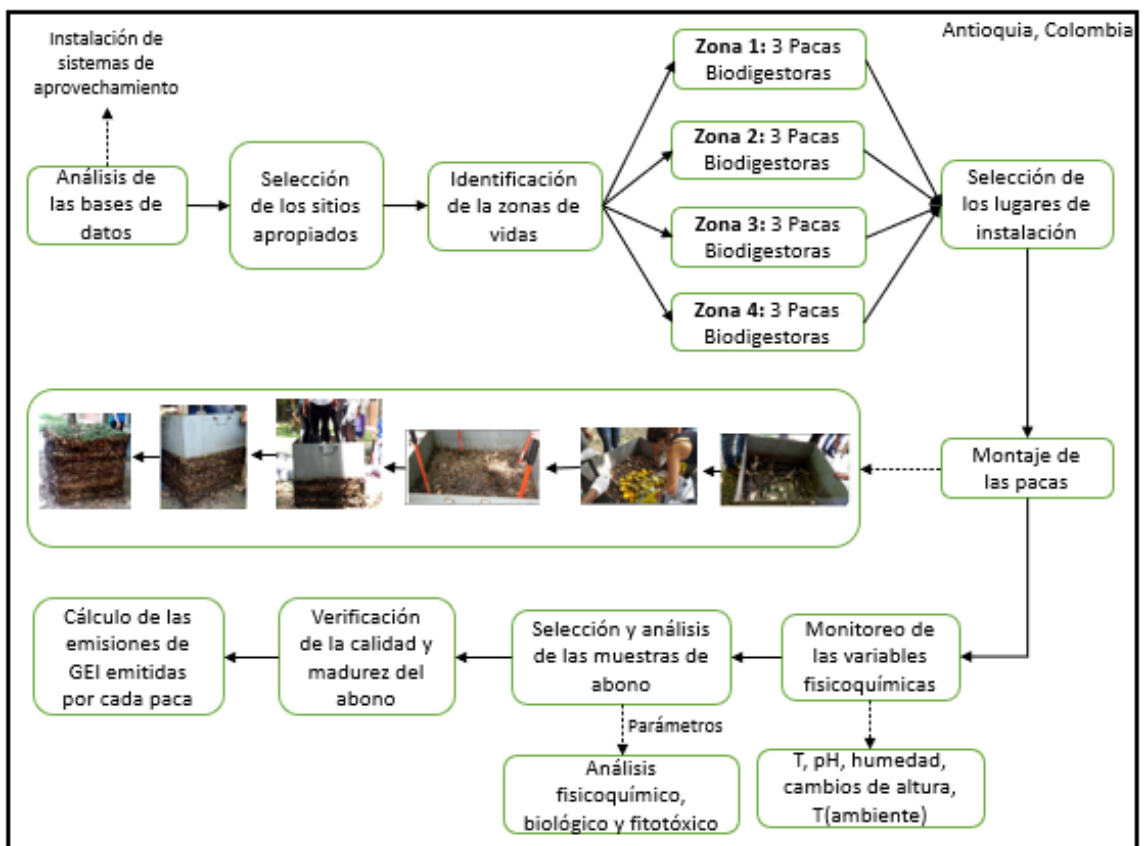 Antioquia, Colombia
Instalación de
sistemas de
aprovechamiento
Análisis de
las bases de
datos
Selección
de los sitios
apropiados
Identificación
de la zonas de
vidas
Zona 1: 3 Pacas
Biodigestoras
Zona 2: 3 Pacas
Biodigestoras
Zona 3: 3 Pacas
Biodigestoras
Zona 4: 3 Pacas
Biodigestoras
Selección de
los lugares de
instalación
Montaje de
las pacas
Monitoreo de
las variables
fisicoquímicas
T, pH, humedad,
cambios de altura,
T(ambiente)
Selección y análisis
de las muestras de
abono
Parámetros
Análisis
fisicoquímico,
biológico y fitotóxico
Verificación
de la calidad y
madurez del
abono
Cálculo de las
emisiones de
GEI emitidas
por cada paca